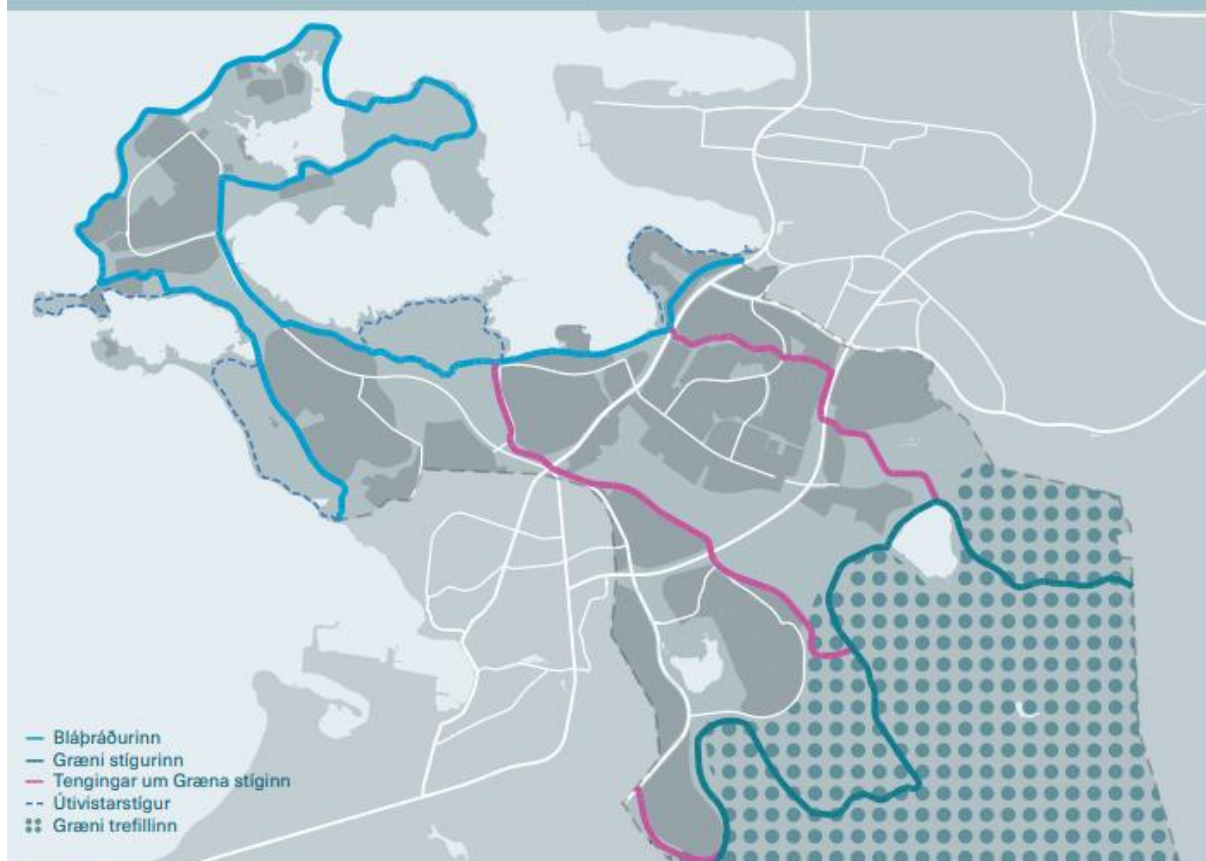 Bláþráðurinn
Græni stígurinn
Tengingar um Græna stíginn
Útivistarstígur
Græni trefillinn